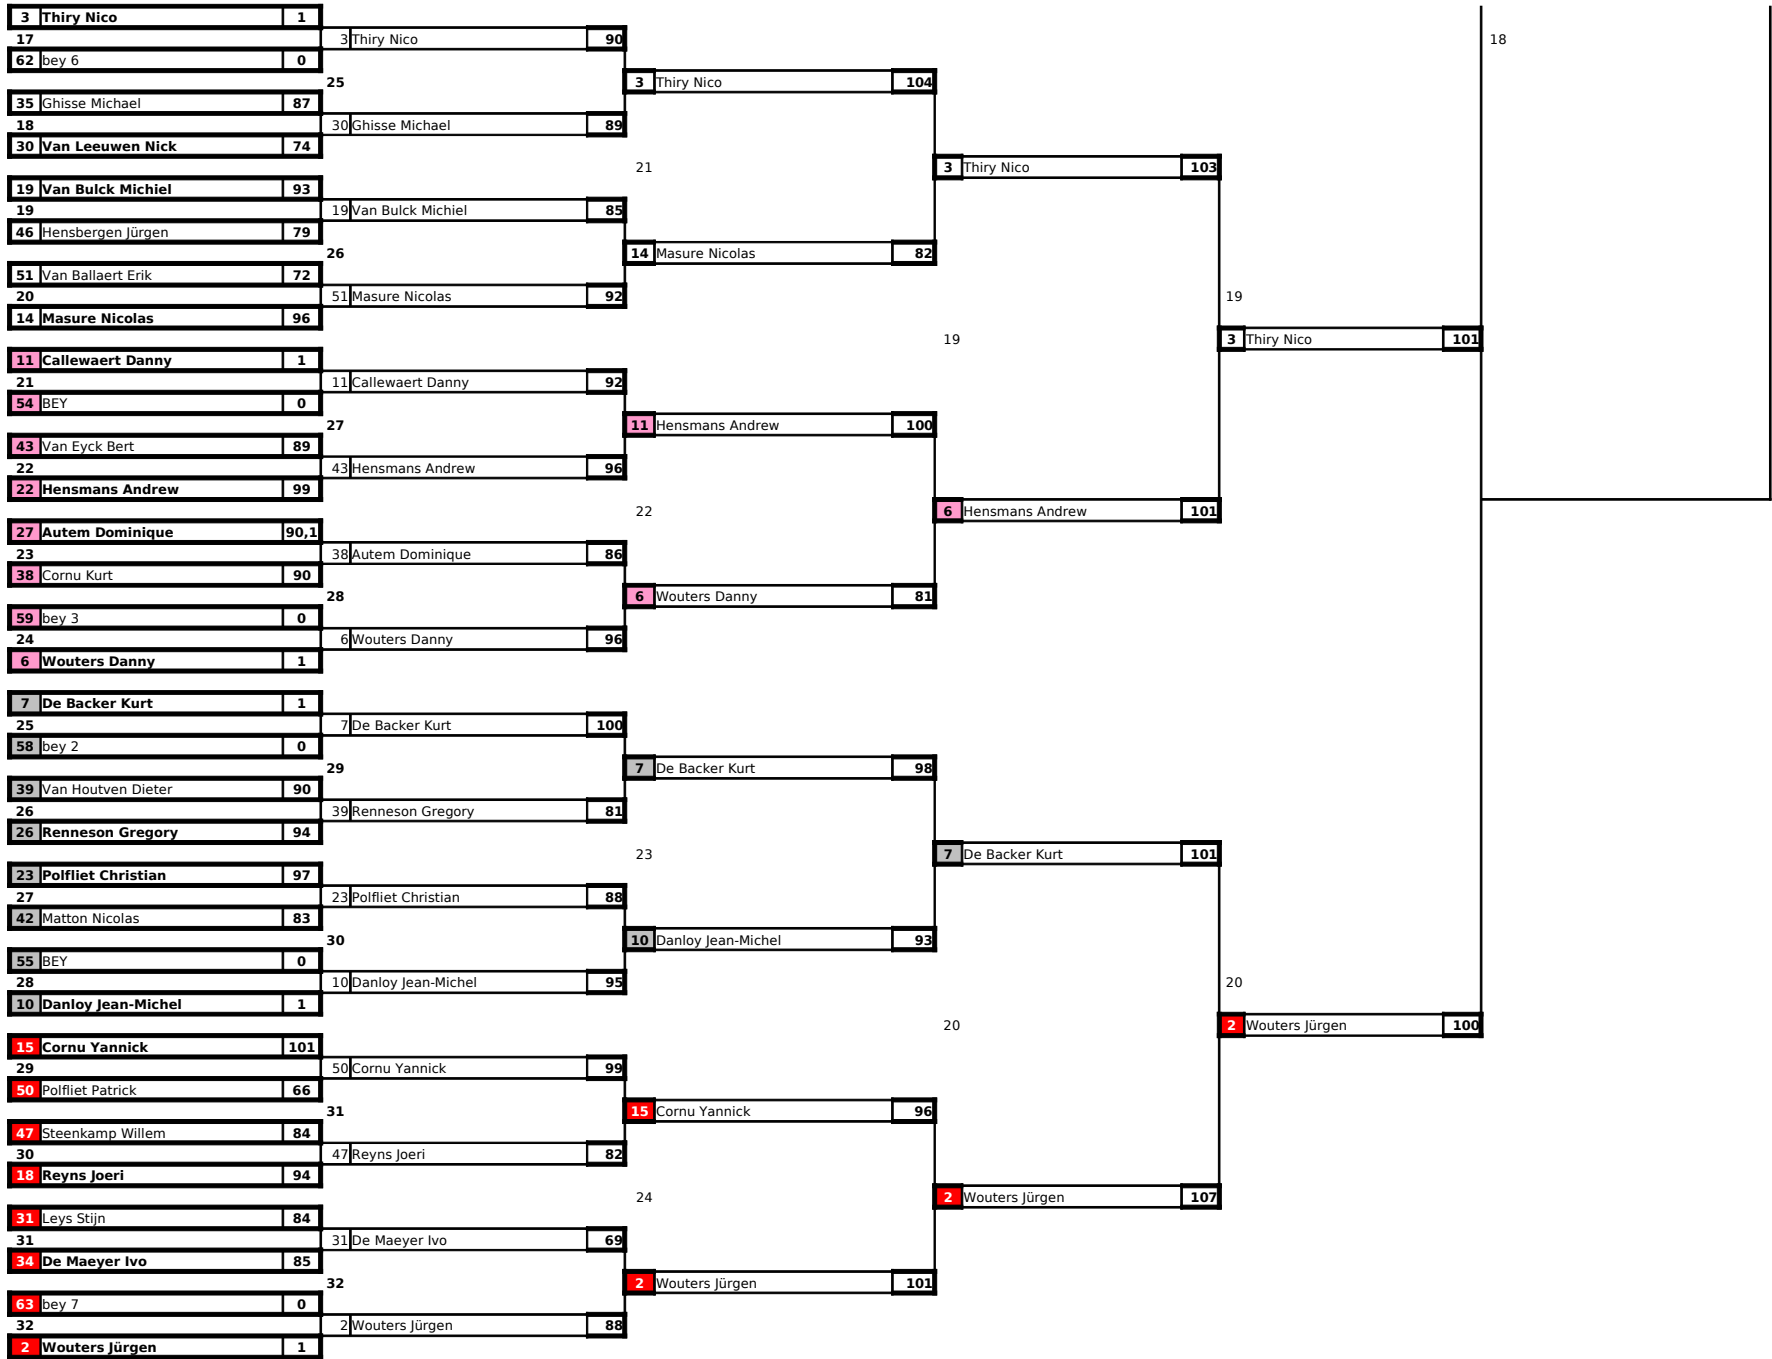 3 Thiry Nico 1
17 3 Thiry Nico 90 18
62 bey 6 0
25 3 Thiry Nico 104
35 Ghisse Michael 87
18 30 Ghisse Michael 89
30 Van Leeuwen Nick 74
21 3 Thiry Nico 103
19 Van Bulck Michiel 93
19 19 Van Bulck Michiel 85
46 Hensbergen Jürgen 79
26 14 Masure Nicolas 82
51 Van Ballaert Erik 72
20 51 Masure Nicolas 92 19
14 Masure Nicolas 96
19 3 Thiry Nico 101
11 Callewaert Danny 1
21 11 Callewaert Danny 92
54 BEY 0
27 11 Hensmans Andrew 100
43 Van Eyck Bert 89
22 43 Hensmans Andrew 96
22 Hensmans Andrew 99
22 6 Hensmans Andrew 101
27 Autem Dominique 90,1
23 38 Autem Dominique 86
38 Cornu Kurt 90
28 6 Wouters Danny 81
59 bey 3 0
24 6 Wouters Danny 96
6 Wouters Danny 1
7 De Backer Kurt 1
25 7 De Backer Kurt 100
58 bey 2 0
29 7 De Backer Kurt 98
39 Van Houtven Dieter 90
26 39 Renneson Gregory 81
26 Renneson Gregory 94
23 7 De Backer Kurt 101
23 Polfliet Christian 97
27 23 Polfliet Christian 88
42 Matton Nicolas 83
30 10 Danloy Jean-Michel 93
55 BEY 0
28 10 Danloy Jean-Michel 95 20
10 Danloy Jean-Michel 1
20 2 Wouters Jürgen 100
15 Cornu Yannick 101
29 50 Cornu Yannick 99
50 Polfliet Patrick 66
31 15 Cornu Yannick 96
47 Steenkamp Willem 84
30 47 Reyns Joeri 82
18 Reyns Joeri 94
24 2 Wouters Jürgen 107
31 Leys Stijn 84
31 31 De Maeyer Ivo 69
34 De Maeyer Ivo 85
32 2 Wouters Jürgen 101
63 bey 7 0
32 2 Wouters Jürgen 88
2 Wouters Jürgen 1